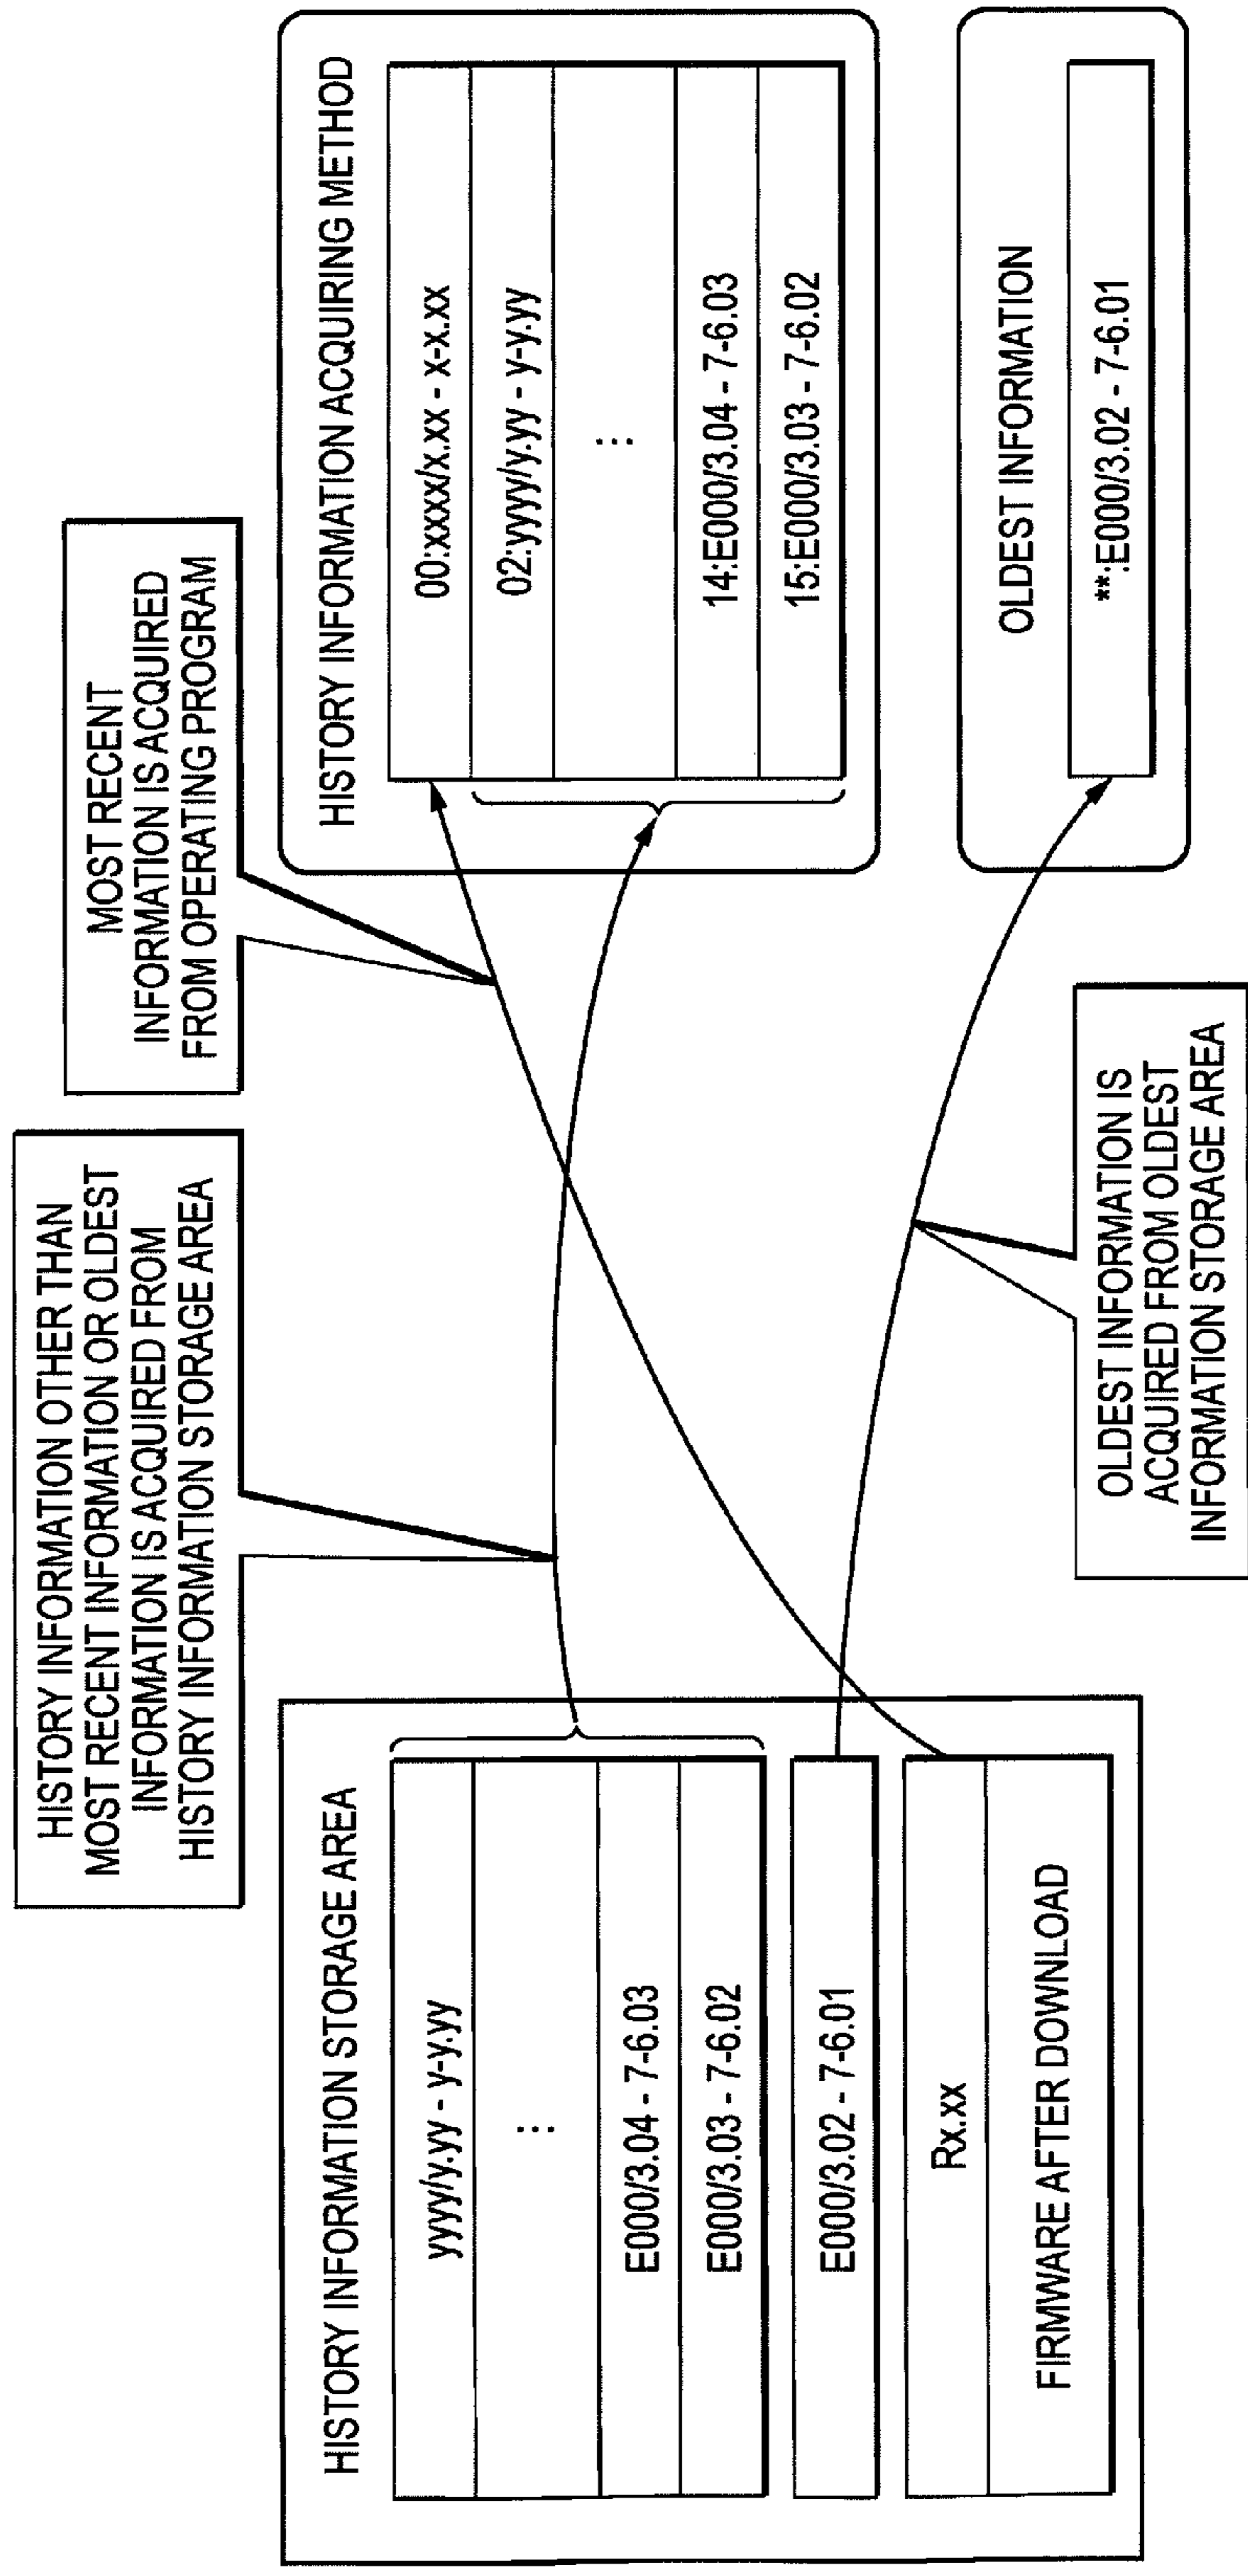 HISTORY INFORMATION OTHER THAN
MOST RECENT INFORMATION OR OLDEST
INFORMATION IS ACQUIRED FROM
HISTORY INFORMATION STORAGE AREA
MOST RECENT
INFORMATION IS ACQUIRED
FROM OPERATING PROGRAM
HISTORY INFORMATION STORAGE AREA
yyyy/y.yy - y-y.yy
...
E000/3.04 - 7-6.03
E000/3.03 - 7-6.02
E000/3.02 - 7-6.01
Rx.xx
FIRMWARE AFTER DOWNLOAD
HISTORY INFORMATION ACQUIRING METHOD
00:xxxx/x.xx - x-x.xx
02:yyyy/y.yy - y-y.yy
...
14:E000/3.04 - 7-6.03
15:E000/3.03 - 7-6.02
OLDEST INFORMATION
**:E000/3.02 - 7-6.01
OLDEST INFORMATION IS
ACQUIRED FROM OLDEST
INFORMATION STORAGE AREA